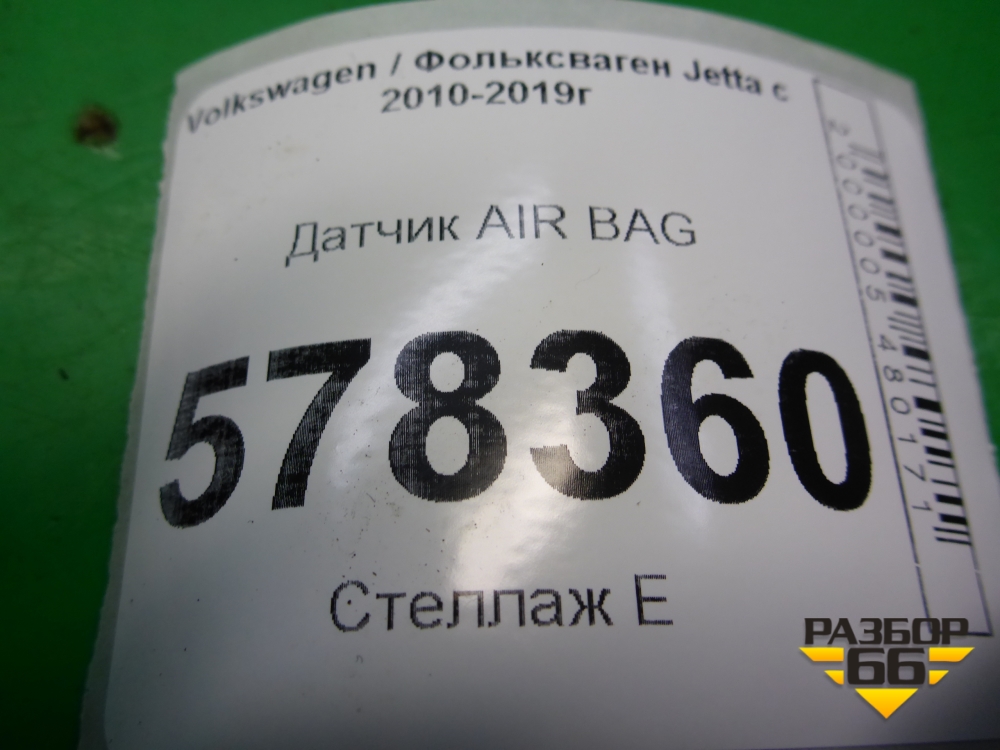 Volkswagen / Фольксваген Jetta с
2010-2019г
Датчик AIR BAG
578360
Стеллаж E
2000005480171
РАЗБОР
66